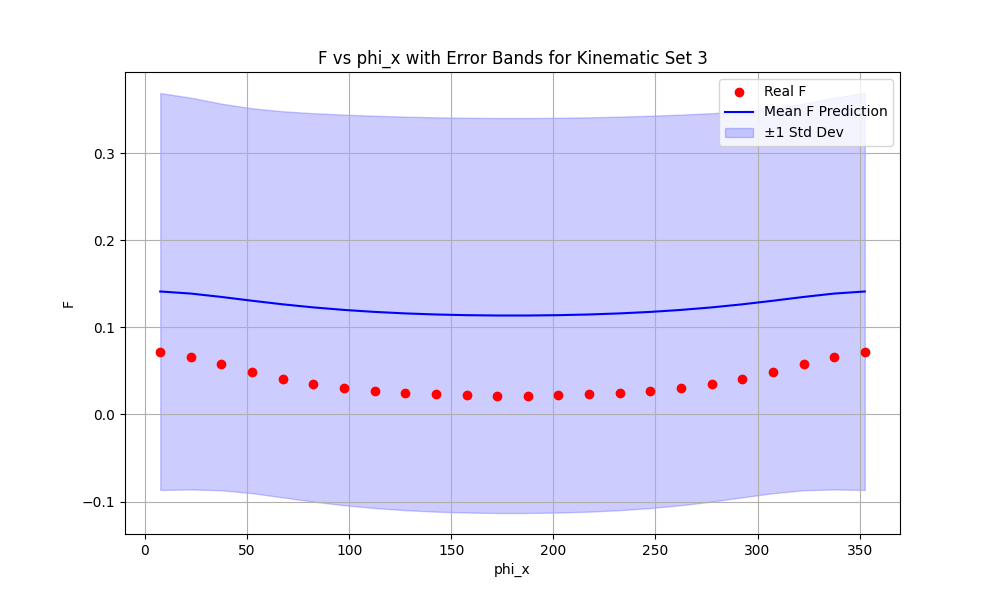 F vs phi_x with Error Bands for Kinematic Set 3
Real F
Mean F Prediction
±1 Std Dev
F
0.3
0.2
0.1
0.0
−0.1
0 50 100 150 200 250 300 350
phi_x